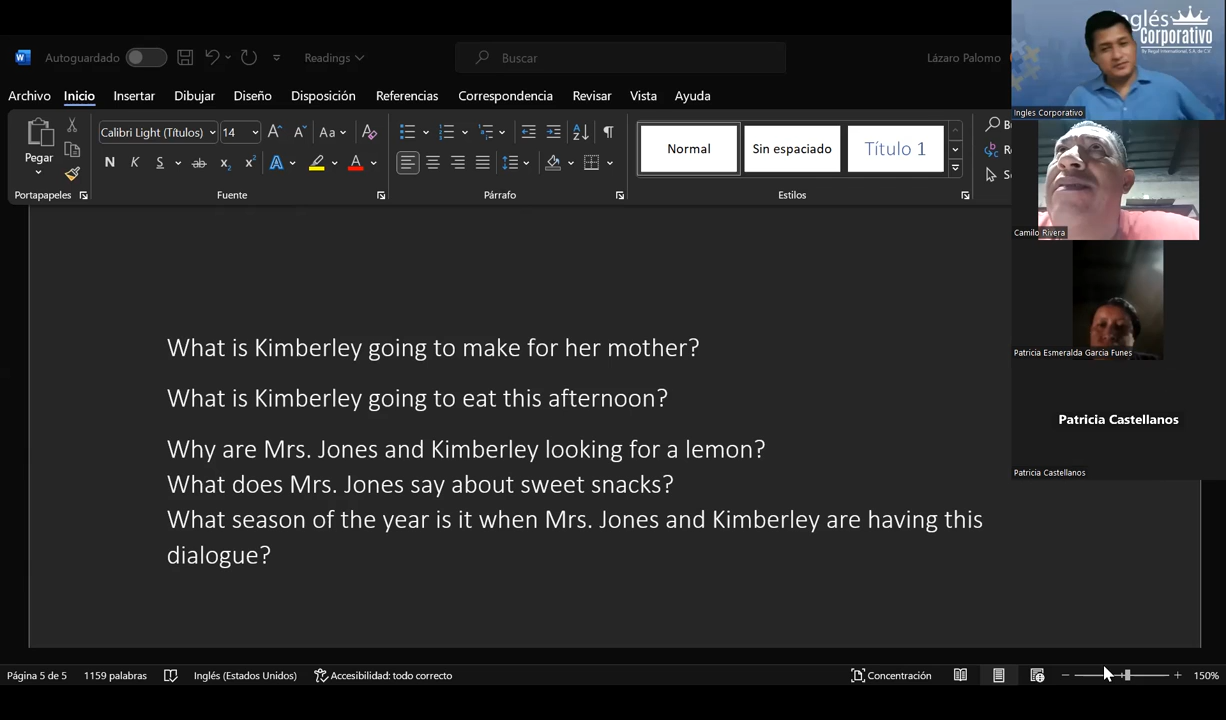 Inglés
Corporativo
By Regal International, S.A. de C.V.
Autoguardado
Readings
Buscar
Lázaro Palomo
Ingles Corporativo
Archivo Inicio Insertar Dibujar Diseño Disposición Referencias Correspondencia Revisar Vista Ayuda
Calibri Light (Títulos) 14
Pegar
Normal
Sin espaciado
Título 1
Portapapeles
Fuente
Párrafo
Estilos
Camilo Rivera
What is Kimberley going to make for her mother?
Patricia Esmeralda Garcia Funes
What is Kimberley going to eat this afternoon?
Patricia Castellanos
Why are Mrs. Jones and Kimberley looking for a lemon?
Patricia Castellanos
What does Mrs. Jones say about sweet snacks?
What season of the year is it when Mrs. Jones and Kimberley are having this
dialogue?
Página 5 de 5 1159 palabras Inglés (Estados Unidos) Accesibilidad: todo correcto Concentración 150%